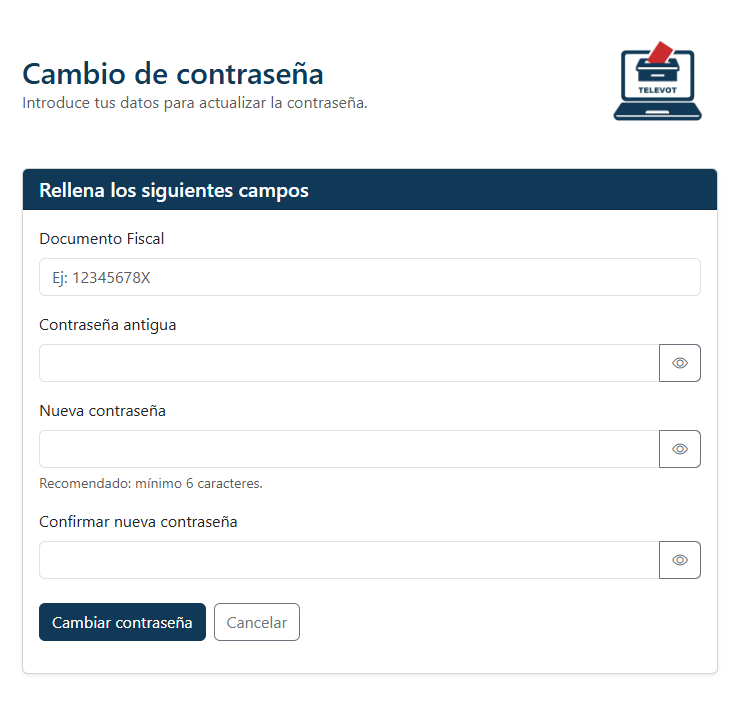 Cambio de contraseña
Introduce tus datos para actualizar la contraseña.
TELEVOT
Rellena los siguientes campos
Documento Fiscal
Ej: 12345678X
Contraseña antigua
Nueva contraseña
Recomendado: mínimo 6 caracteres.
Confirmar nueva contraseña
Cambiar contraseña
Cancelar